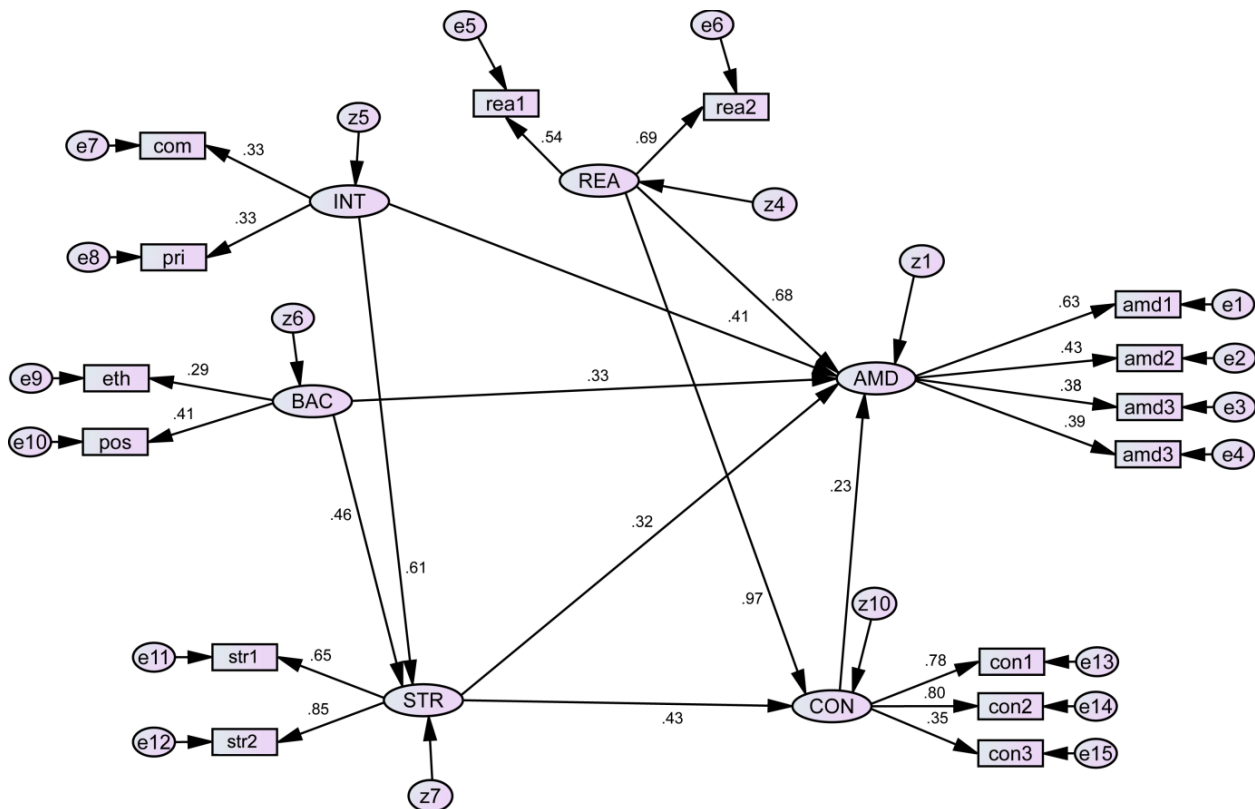 e5
e6
rea1
rea2
z5
.54
.69
e7
com
.33
REA
INT
z4
.33
e8
pri
z1
.68
z6
.41
.63
amd1
e1
.43
amd2
e2
e9
eth
.29
.33
AMD
.38
amd3
e3
BAC
.41
e10
pos
.39
amd3
e4
.23
.46
.32
.61
.97
z10
e11
str1
.65
.78
con1
e13
STR
CON
.80
con2
e14
.85
.43
.35
e12
str2
con3
e15
z7